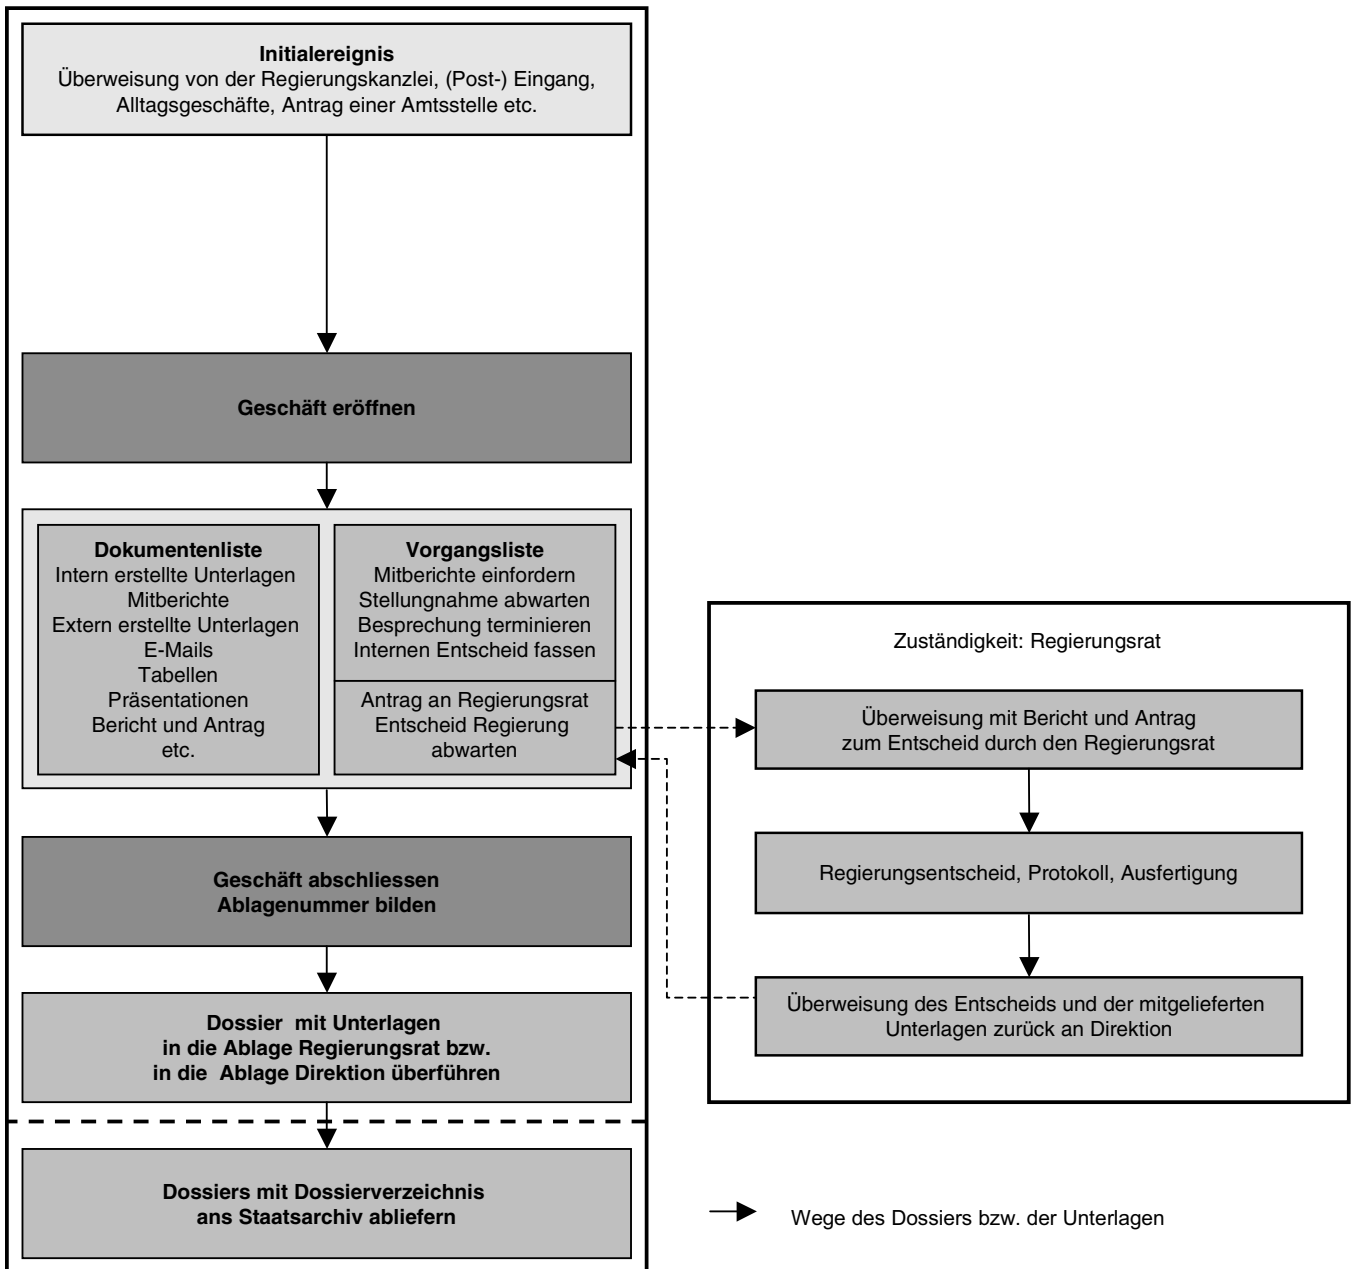 Initialereignis
Überweisung von der Regierungskanzlei, (Post-) Eingang,
Alltagsgeschäfte, Antrag einer Amtsstelle etc.
Geschäft eröffnen
Dokumentenliste
Intern erstellte Unterlagen
Mitberichte
Extern erstellte Unterlagen
E-Mails
Tabellen
Präsentationen
Bericht und Antrag
etc.
Vorgangsliste
Mitberichte einfordern
Stellungnahme abwarten
Besprechung terminieren
Internen Entscheid fassen
Antrag an Regierungsrat
Entscheid Regierung
abwarten
Geschäft abschliessen
Ablagenummer bilden
Dossier mit Unterlagen
in die Ablage Regierungsrat bzw.
in die Ablage Direktion überführen
Dossiers mit Dossierverzeichnis
ans Staatsarchiv abliefern
Zuständigkeit: Regierungsrat
Überweisung mit Bericht und Antrag
zum Entscheid durch den Regierungsrat
Regierungsentscheid, Protokoll, Ausfertigung
Überweisung des Entscheids und der mitgelieferten
Unterlagen zurück an Direktion
Wege des Dossiers bzw. der Unterlagen